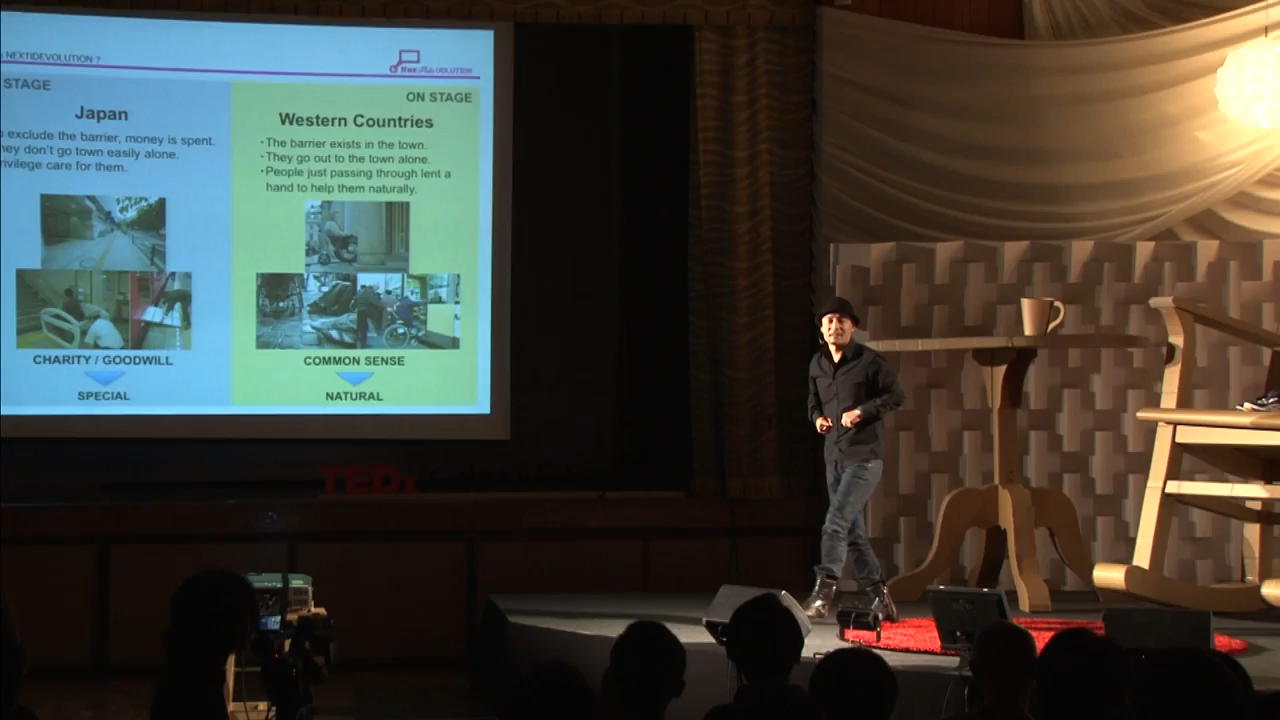 NEXTIDEVOLUTION ?
STAGE
Japan
exclude the barrier, money is spent.
don't go town easily alone.
care for them.
CHARITY / GOODWILL
SPECIAL
ON STAGE
Western Countries
・The barrier exists in the town.
・They go out to the town alone.
・People just passing through lent a
hand to help them naturally.
COMMON SENSE
NATURAL
TEDx